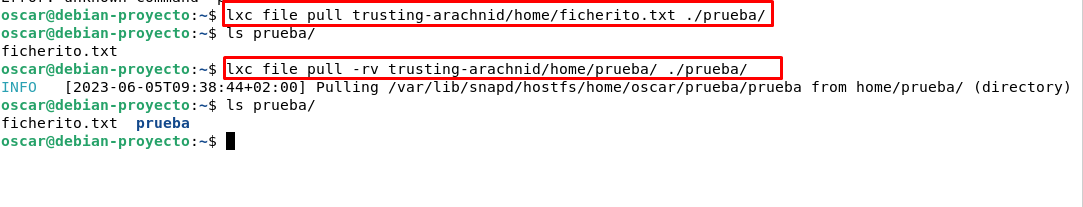 oscar@debian-proyecto:~$ lxc file pull trusting-arachnid/home/ficherito.txt ./prueba/
oscar@debian-proyecto:~$ ls prueba/
ficherito.txt
oscar@debian-proyecto:~$ lxc file pull -rv trusting-arachnid/home/prueba/ ./prueba/
INFO   [2023-06-05T09:38:44+02:00] Pulling /var/lib/snapd/hostfs/home/oscar/prueba/prueba from home/prueba/ (directory)
oscar@debian-proyecto:~$ ls prueba/
ficherito.txt  prueba
oscar@debian-proyecto:~$